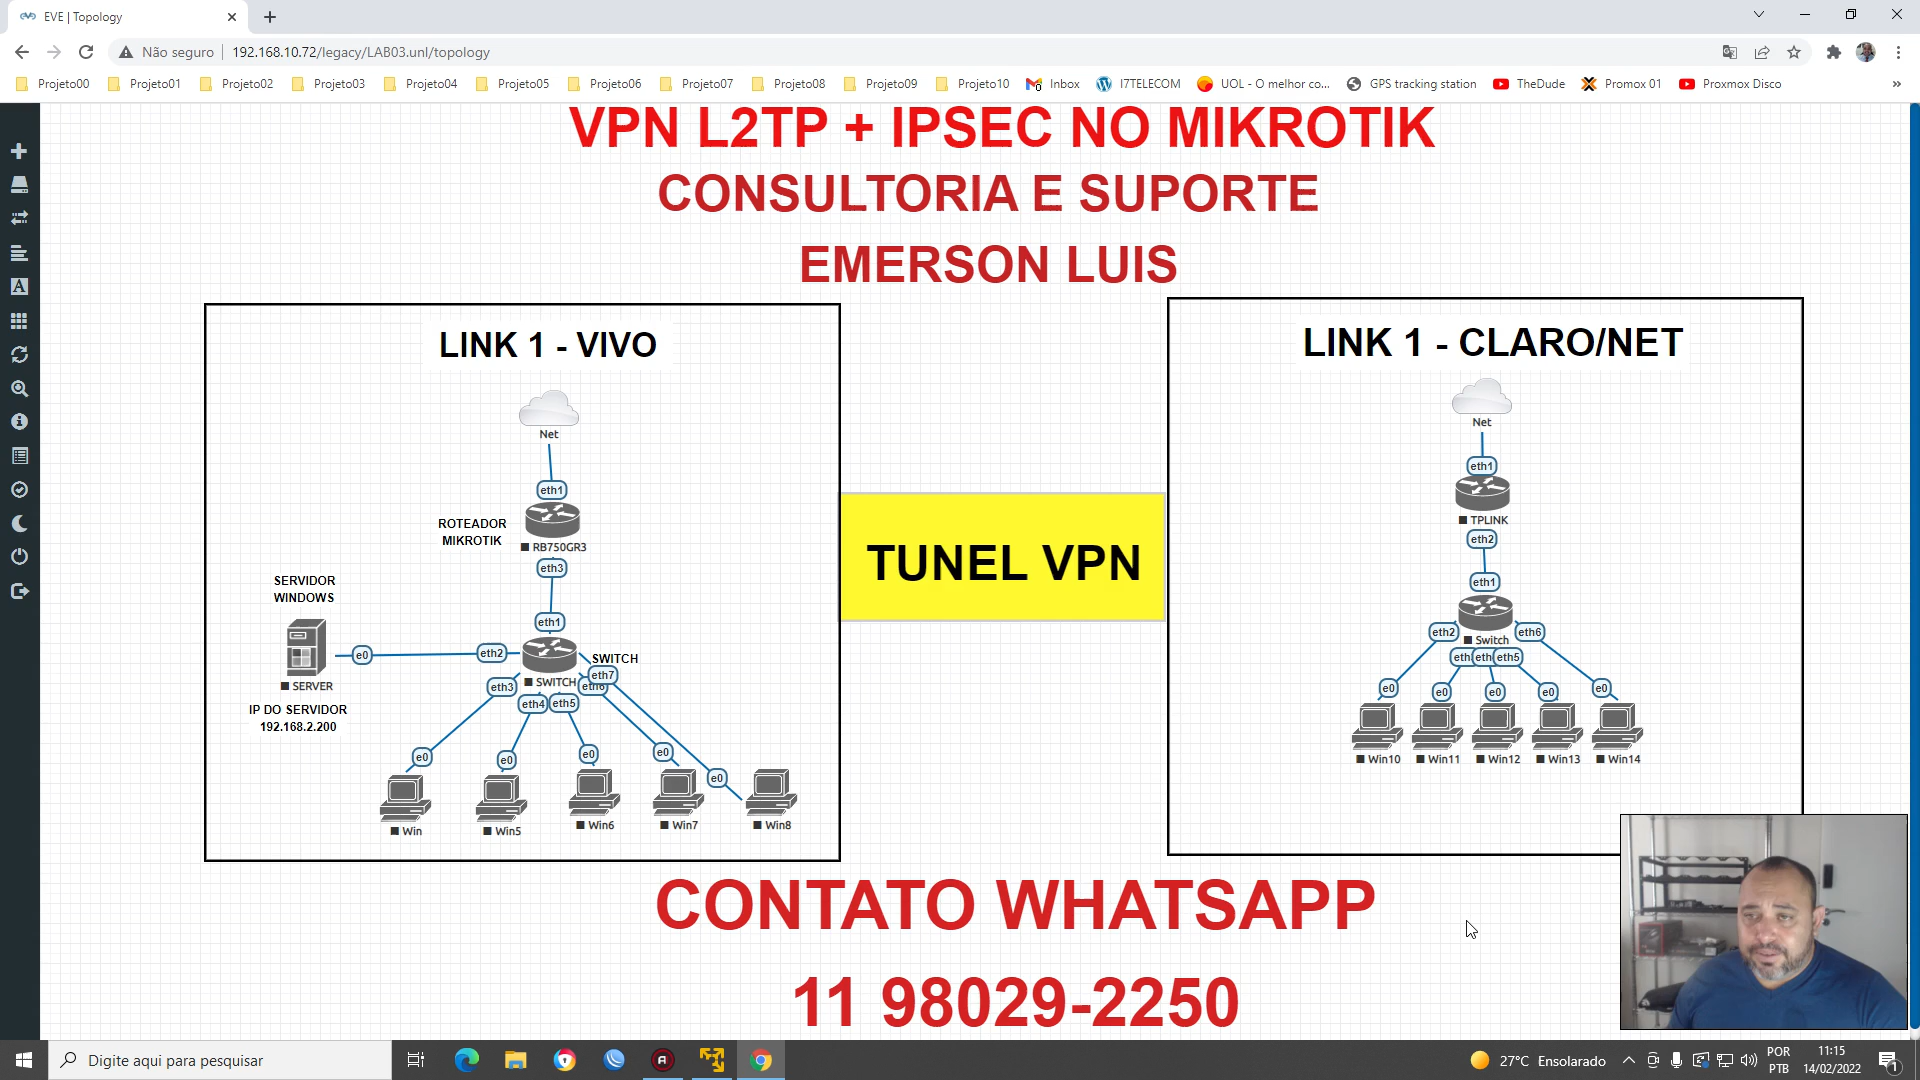 EVE | Topology
Não seguro
192.168.10.72/legacy/LAB03.unl/topology
Projeto00
Projeto01
Projeto02
Projeto03
Projeto04
Projeto05
Projeto06
Projeto07
Projeto08
Projeto09
Projeto10
Inbox
I7TELECOM
UOL - O melhor co...
GPS tracking station
TheDude
Promox 01
Proxmox Disco
»
VPN L2TP + IPSEC NO MIKROTIK
CONSULTORIA E SUPORTE
EMERSON LUIS
LINK 1 - VIVO
Net
eth1
ROTEADOR
MIKROTIK
RB750GR3
eth3
SERVIDOR
WINDOWS
eth1
e0
eth2
SWITCH
SWITCH
SERVER
IP DO SERVIDOR
192.168.2.200
eth3
eth4
eth5
eth6
eth7
e0
e0
e0
e0
e0
Win
Win5
Win6
Win7
Win8
TUNEL VPN
LINK 1 - CLARO/NET
Net
eth1
TPLINK
eth2
eth1
eth2
Switch
eth6
eth
eth
eth5
e0
e0
e0
e0
e0
Win10
Win11
Win12
Win13
Win14
CONTATO WHATSAPP
11 98029-2250
Digite aqui para pesquisar
27°C Ensolarado
POR
PTB
11:15
14/02/2022
1